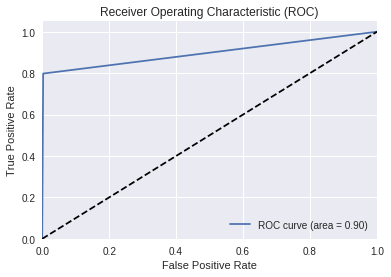 Receiver Operating Characteristic (ROC)
1.0
0.8
0.6
0.4
0.2
0.0
True Positive Rate
ROC curve (area = 0.90)
0.0 0.2 0.4 0.6 0.8 1.0
False Positive Rate